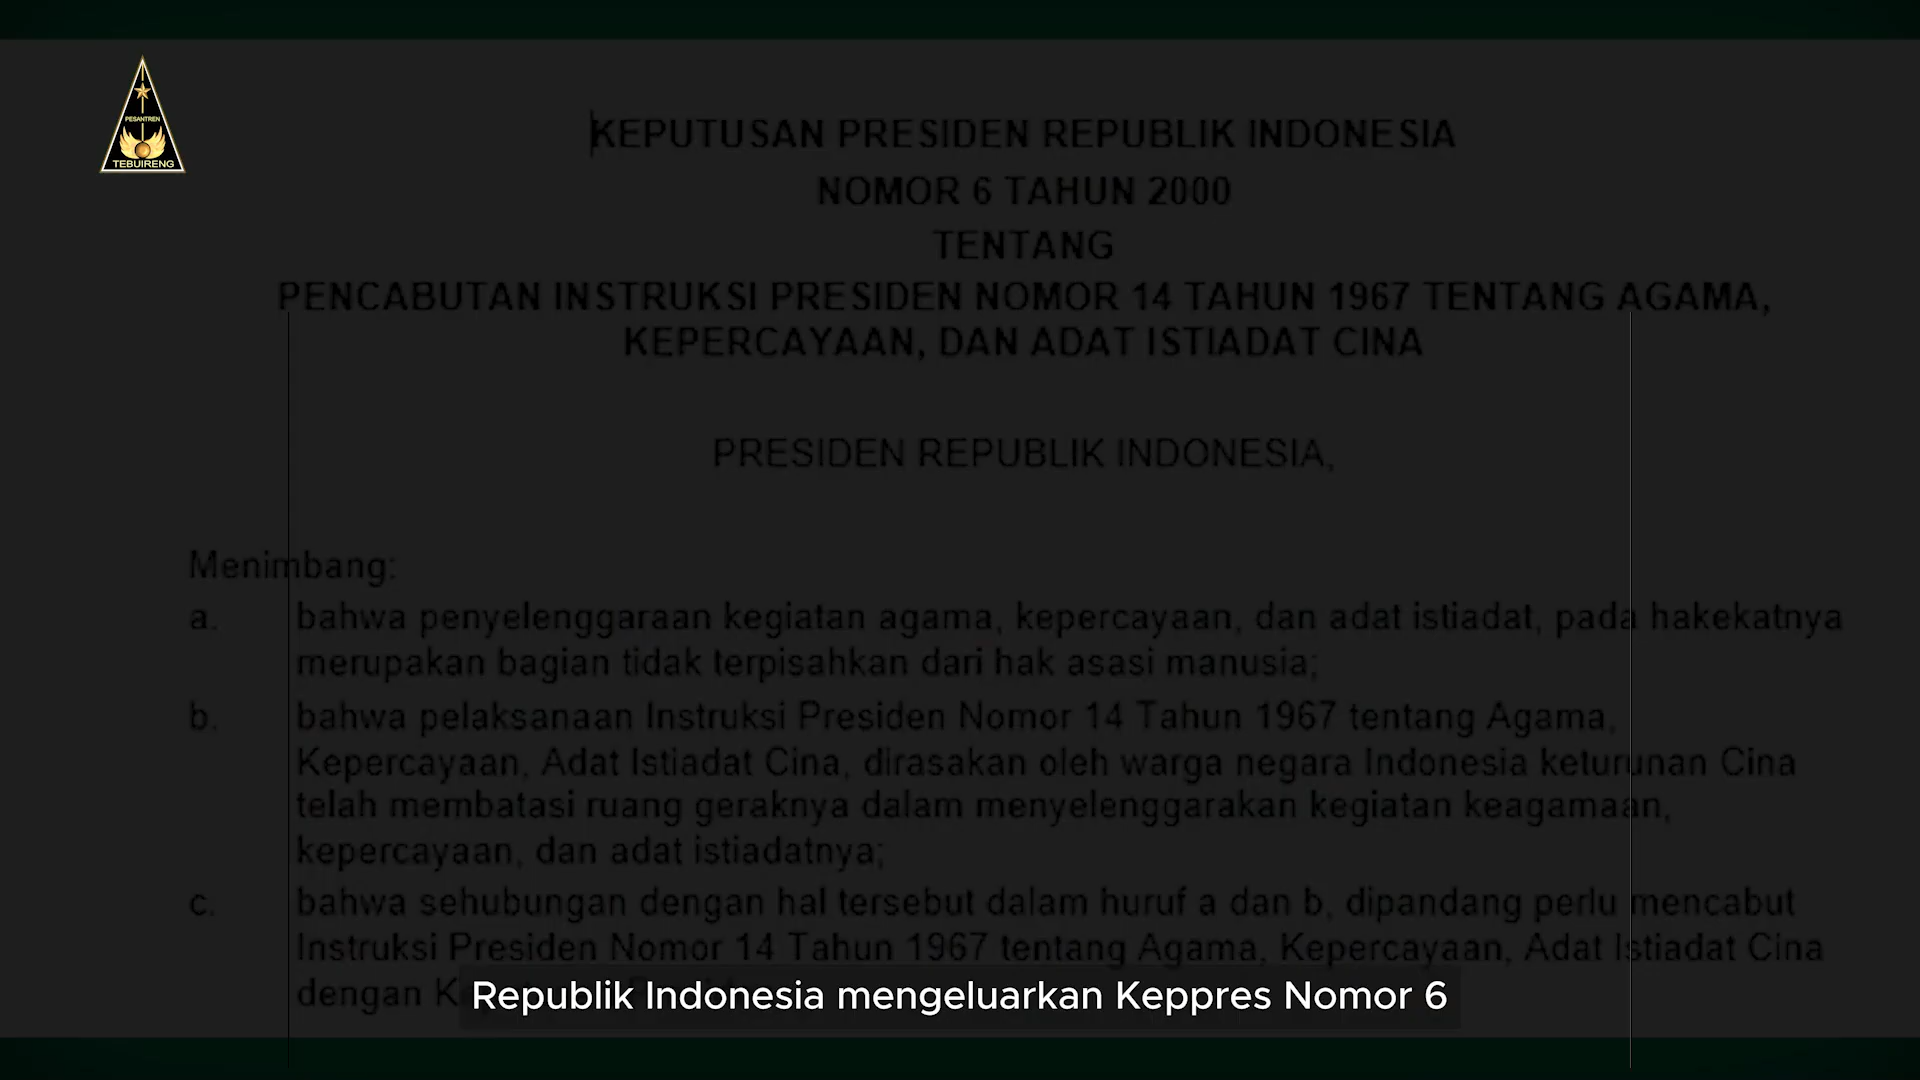 PESANTREN
TEBUIRENG
KEPUTUSAN PRESIDEN REPUBLIK INDONESIA
NOMOR 6 TAHUN 2000
TENTANG
PENCABUTAN INSTRUKSI PRESIDEN NOMOR 14 TAHUN 1967 TENTANG AGAMA,
KEPERCAYAAN, DAN ADAT ISTIADAT CINA
PRESIDEN REPUBLIK INDONESIA,
Menimbang:
a. bahwa penyelenggaraan kegiatan agama, kepercayaan, dan adat istiadat, pada hakekatnya
merupakan bagian tidak terpisahkan dari hak asasi manusia;
b. bahwa pelaksanaan Instruksi Presiden Nomor 14 Tahun 1967 tentang Agama,
Kepercayaan, Adat Istiadat Cina, dirasakan oleh warga negara Indonesia keturunan Cina
telah membatasi ruang geraknya dalam menyelenggarakan kegiatan keagamaan,
kepercayaan, dan adat istiadatnya;
c. bahwa sehubungan dengan hal tersebut dalam huruf a dan b, dipandang perlu mencabut
Instruksi Presiden Nomor 14 Tahun 1967 tentang Agama, Kepercayaan, Adat Istiadat Cina
dengan
Republik Indonesia mengeluarkan Keppres Nomor 6